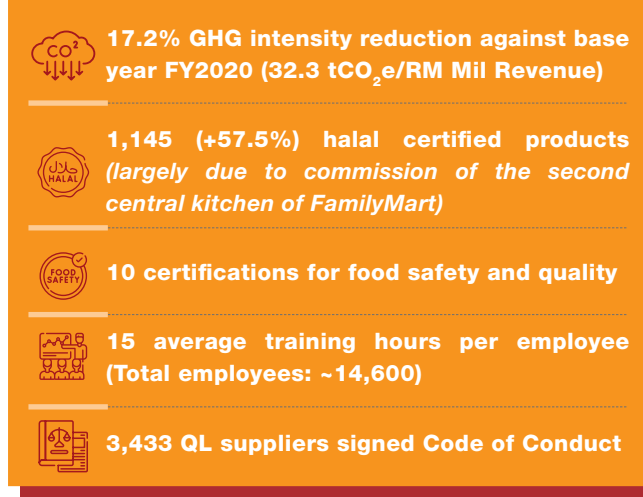 CO²
17.2% GHG intensity reduction against base
year FY2020 (32.3 tCO₂e/RM Mil Revenue)
حلال
HALAL
1,145 (+57.5%) halal certified products
(largely due to commission of the second
central kitchen of FamilyMart)
FOOD
SAFETY
10 certifications for food safety and quality
15 average training hours per employee
(Total employees: ~14,600)
3,433 QL suppliers signed Code of Conduct